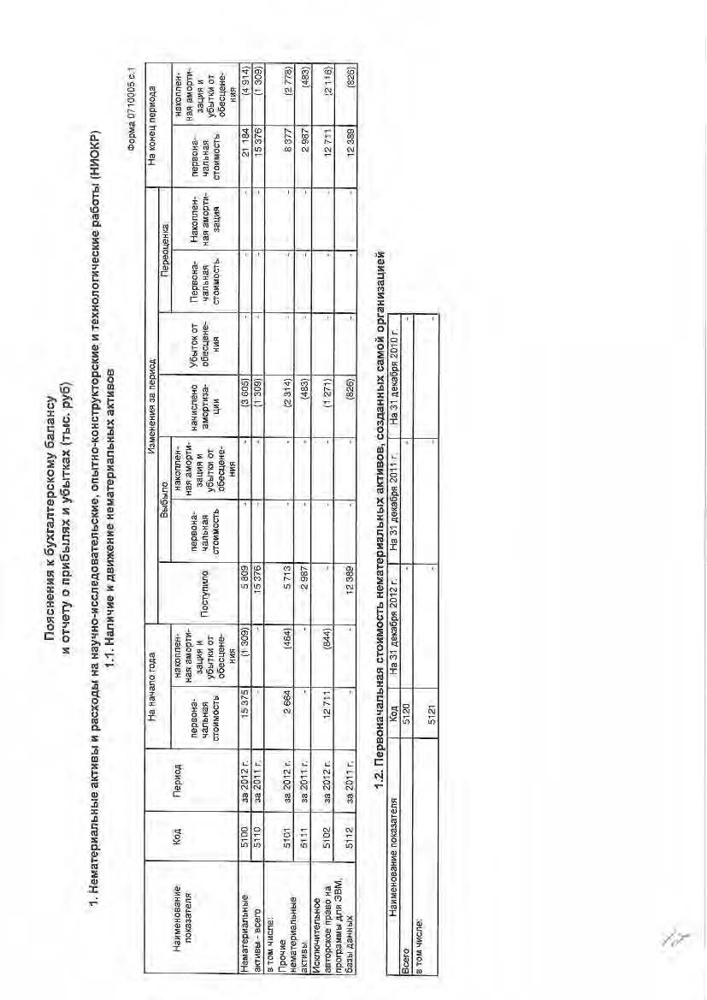 Пояснения к бухгалтерскому балансу
и отчету о прибылях и убытках (тыс. руб)
1. Нематериальные активы и расходы на научно-исследовательские, опытно-конструкторские и технологические работы (НИОКР)
1.1. Наличие и движение нематериальных активов
Форма 0710005 с.1
Наименование показателя Код Период На начало года Изменения за период На конец периода
Поступило Выбыло начислено амортизации Убыток от обесценения Переоценка
первоначальная стоимость накопленная амортизация и убытки от обесценения первоначальная стоимость накопленная амортизация и убытки от обесценения Первоначальная стоимость Накопленная амортизация первоначальная стоимость накопленная амортизация и убытки от обесценения
Нематериальные 5100 за 2012 г. 15 375 (1 309) 5 809 - - (3 605) - - - 21 184 (4 914)
активы - всего 5110 за 2011 г. - - 15 376 - - (1 309) - - - 15 376 (1 309)
в том числе:
Прочие 5101 за 2012 г. 2 664 (464) 5 713 - - (2 314) - - - 8 377 (2 778)
нематериальные
активы 5111 за 2011 г. - - 2 987 - - (483) - - - 2 987 (483)
Исключительное
авторское право на 5102 за 2012 г. 12 711 (844) - - - (1 271) - - - 12 711 (2 116)
программы для ЭВМ,
базы данных 5112 за 2011 г. - - 12 389 - - (826) - - - 12 389 (826)
1.2. Первоначальная стоимость нематериальных активов, созданных самой организацией
Наименование показателя Код На 31 декабря 2012 г. На 31 декабря 2011 г. На 31 декабря 2010 г.
Всего 5120 - - -
в том числе:
5121 - - -
17